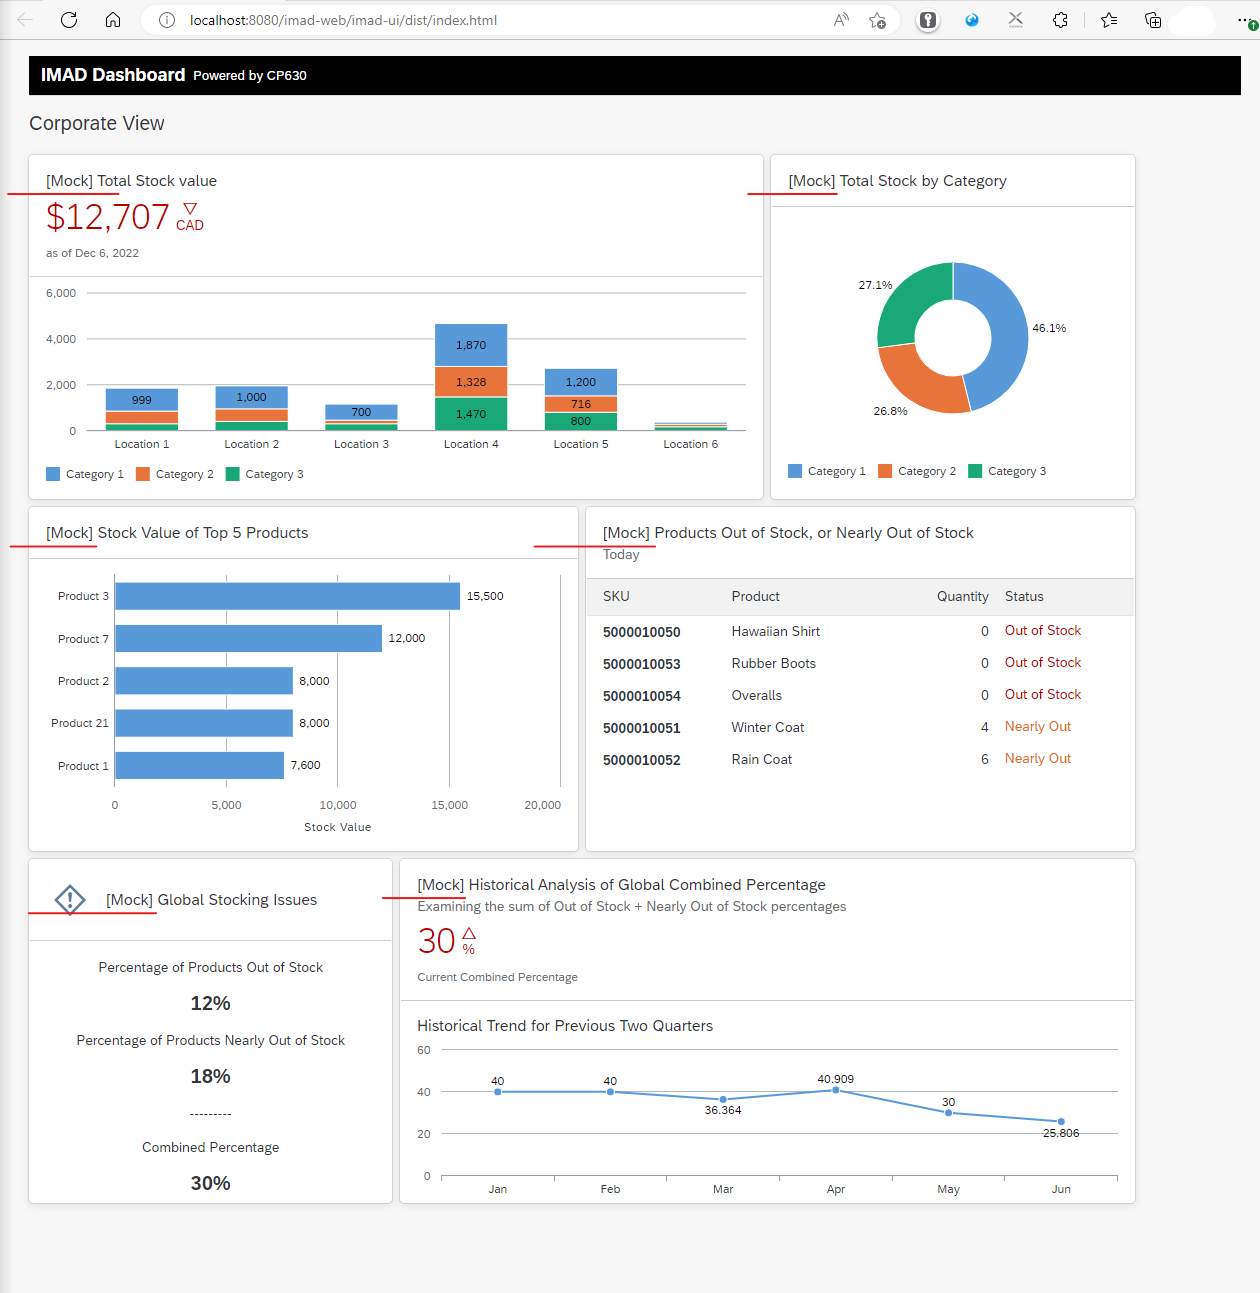 localhost:8080/imad-web/imad-ui/dist/index.html
IMAD Dashboard Powered by CP630
Corporate View
[Mock] Total Stock value
$12,707 CAD
as of Dec 6, 2022
6,000
4,000
2,000
0
1,870
1,328
1,470
999
1,000
700
1,200
716
800
Location 1 Location 2 Location 3 Location 4 Location 5 Location 6
Category 1 Category 2 Category 3
[Mock] Total Stock by Category
27.1%
46.1%
26.8%
Category 1 Category 2 Category 3
[Mock] Stock Value of Top 5 Products
Product 3 15,500
Product 7 12,000
Product 2 8,000
Product 21 8,000
Product 1 7,600
0 5,000 10,000 15,000 20,000
Stock Value
[Mock] Products Out of Stock, or Nearly Out of Stock
Today
SKU Product Quantity Status
5000010050 Hawaiian Shirt 0 Out of Stock
5000010053 Rubber Boots 0 Out of Stock
5000010054 Overalls 0 Out of Stock
5000010051 Winter Coat 4 Nearly Out
5000010052 Rain Coat 6 Nearly Out
[Mock] Global Stocking Issues
Percentage of Products Out of Stock
12%
Percentage of Products Nearly Out of Stock
18%
---------
Combined Percentage
30%
[Mock] Historical Analysis of Global Combined Percentage
Examining the sum of Out of Stock + Nearly Out of Stock percentages
30 %
Current Combined Percentage
Historical Trend for Previous Two Quarters
60
40
20
0
40 40 36.364 40.909 30 25.806
Jan Feb Mar Apr May Jun